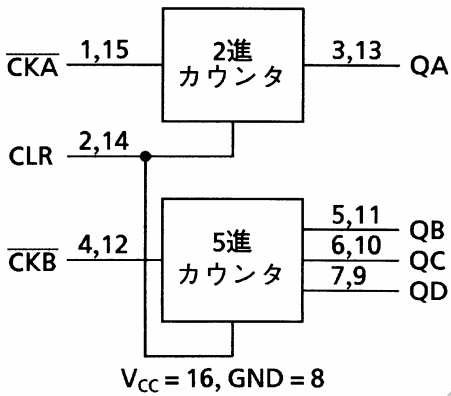 CKA
1,15
2進
カウンタ
3,13
QA
CLR
2,14
CKB
4,12
5進
カウンタ
5,11
QB
6,10
QC
7,9
QD
VCC = 16, GND = 8